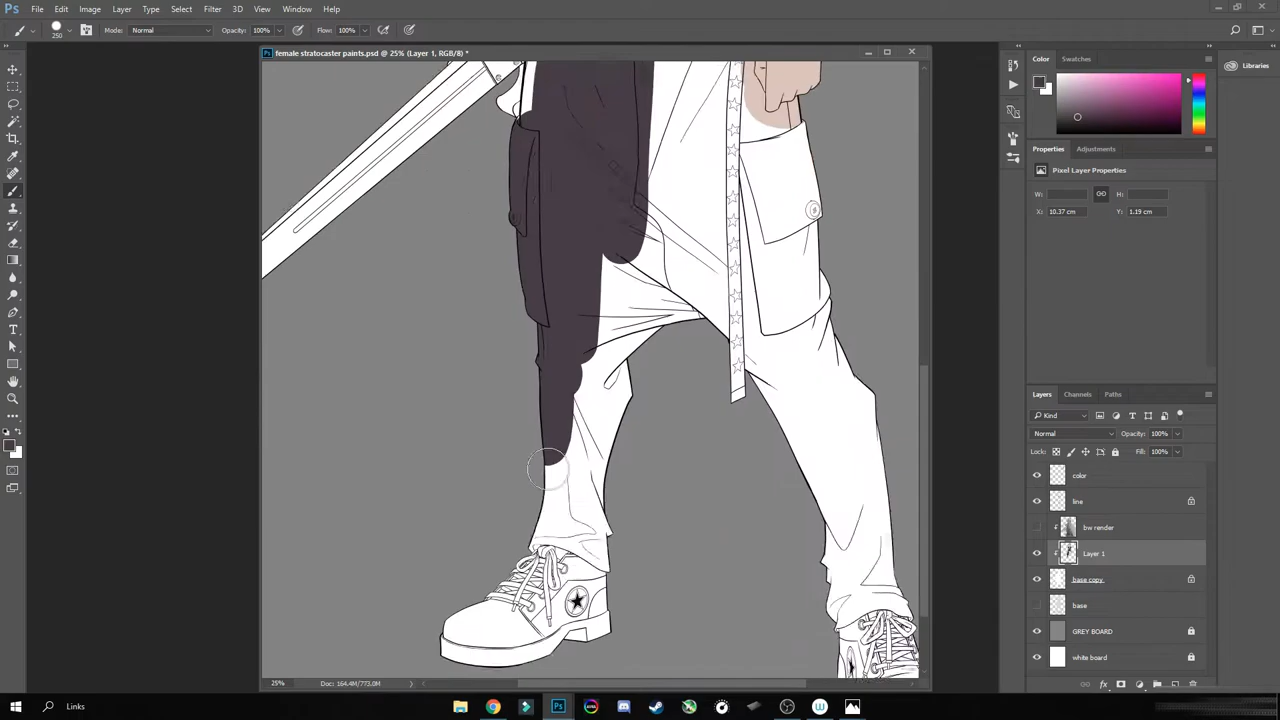 Ps File Edit Image Layer Type Select Filter 3D View Window Help
250 Mode: Normal Opacity: 100% Flow: 100%
female stratocaster paints.psd @ 25% (Layer 1, RGB/8) *
Color Swatches
Libraries
Properties Adjustments
Pixel Layer Properties
W: H:
X: 10.37 cm Y: 1.19 cm
Layers Channels Paths
Kind
Normal Opacity: 100%
Lock: Fill: 100%
color
line
bw render
Layer 1
base copy
base
GREY BOARD
white board
25% Doc: 164.4M/773.0M
Links